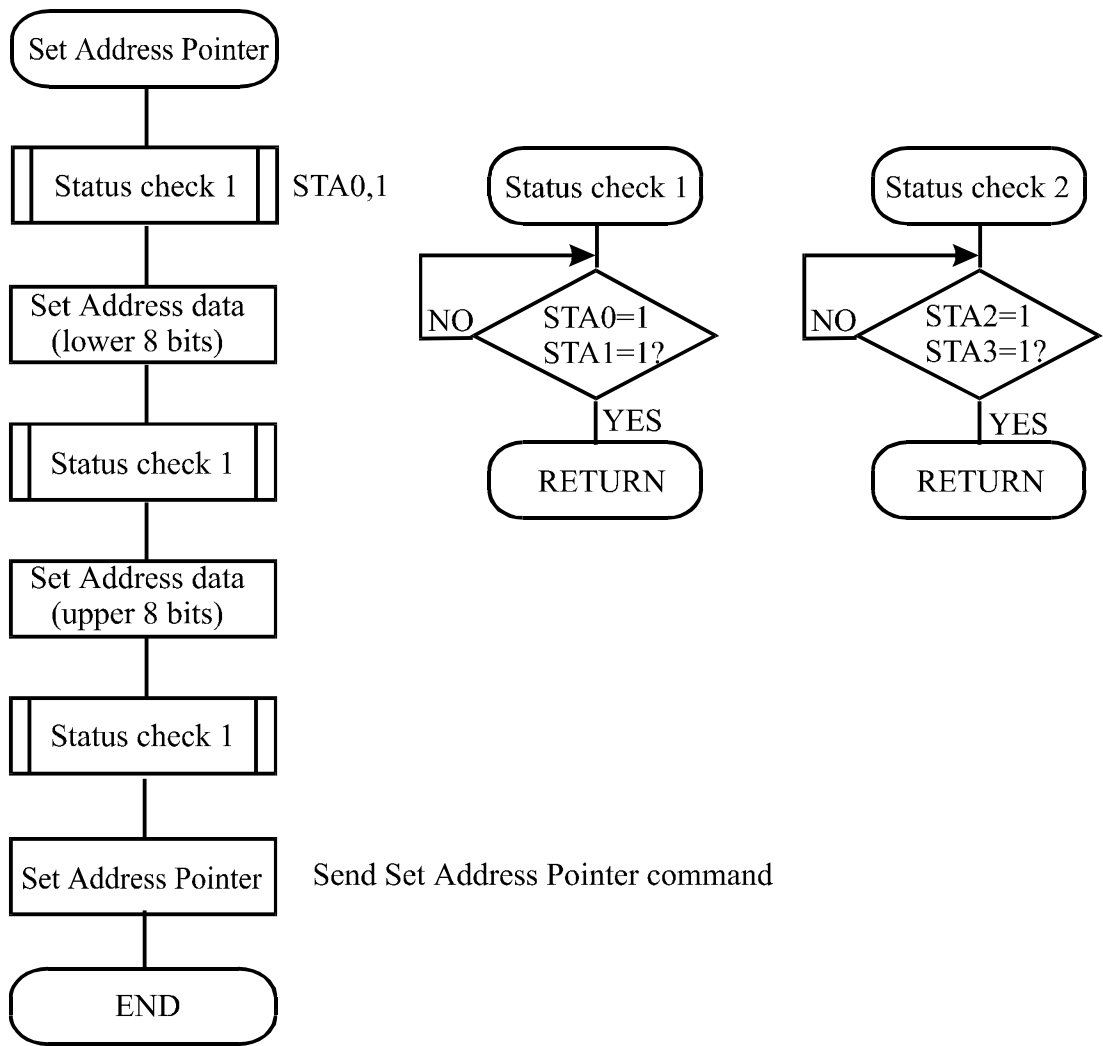 Set Address Pointer
Status check 1
STA0,1
Set Address data
(lower 8 bits)
Status check 1
Set Address data
(upper 8 bits)
Status check 1
Set Address Pointer
Send Set Address Pointer command
END
Status check 1
NO
STA0=1
STA1=1?
YES
RETURN
Status check 2
NO
STA2=1
STA3=1?
YES
RETURN